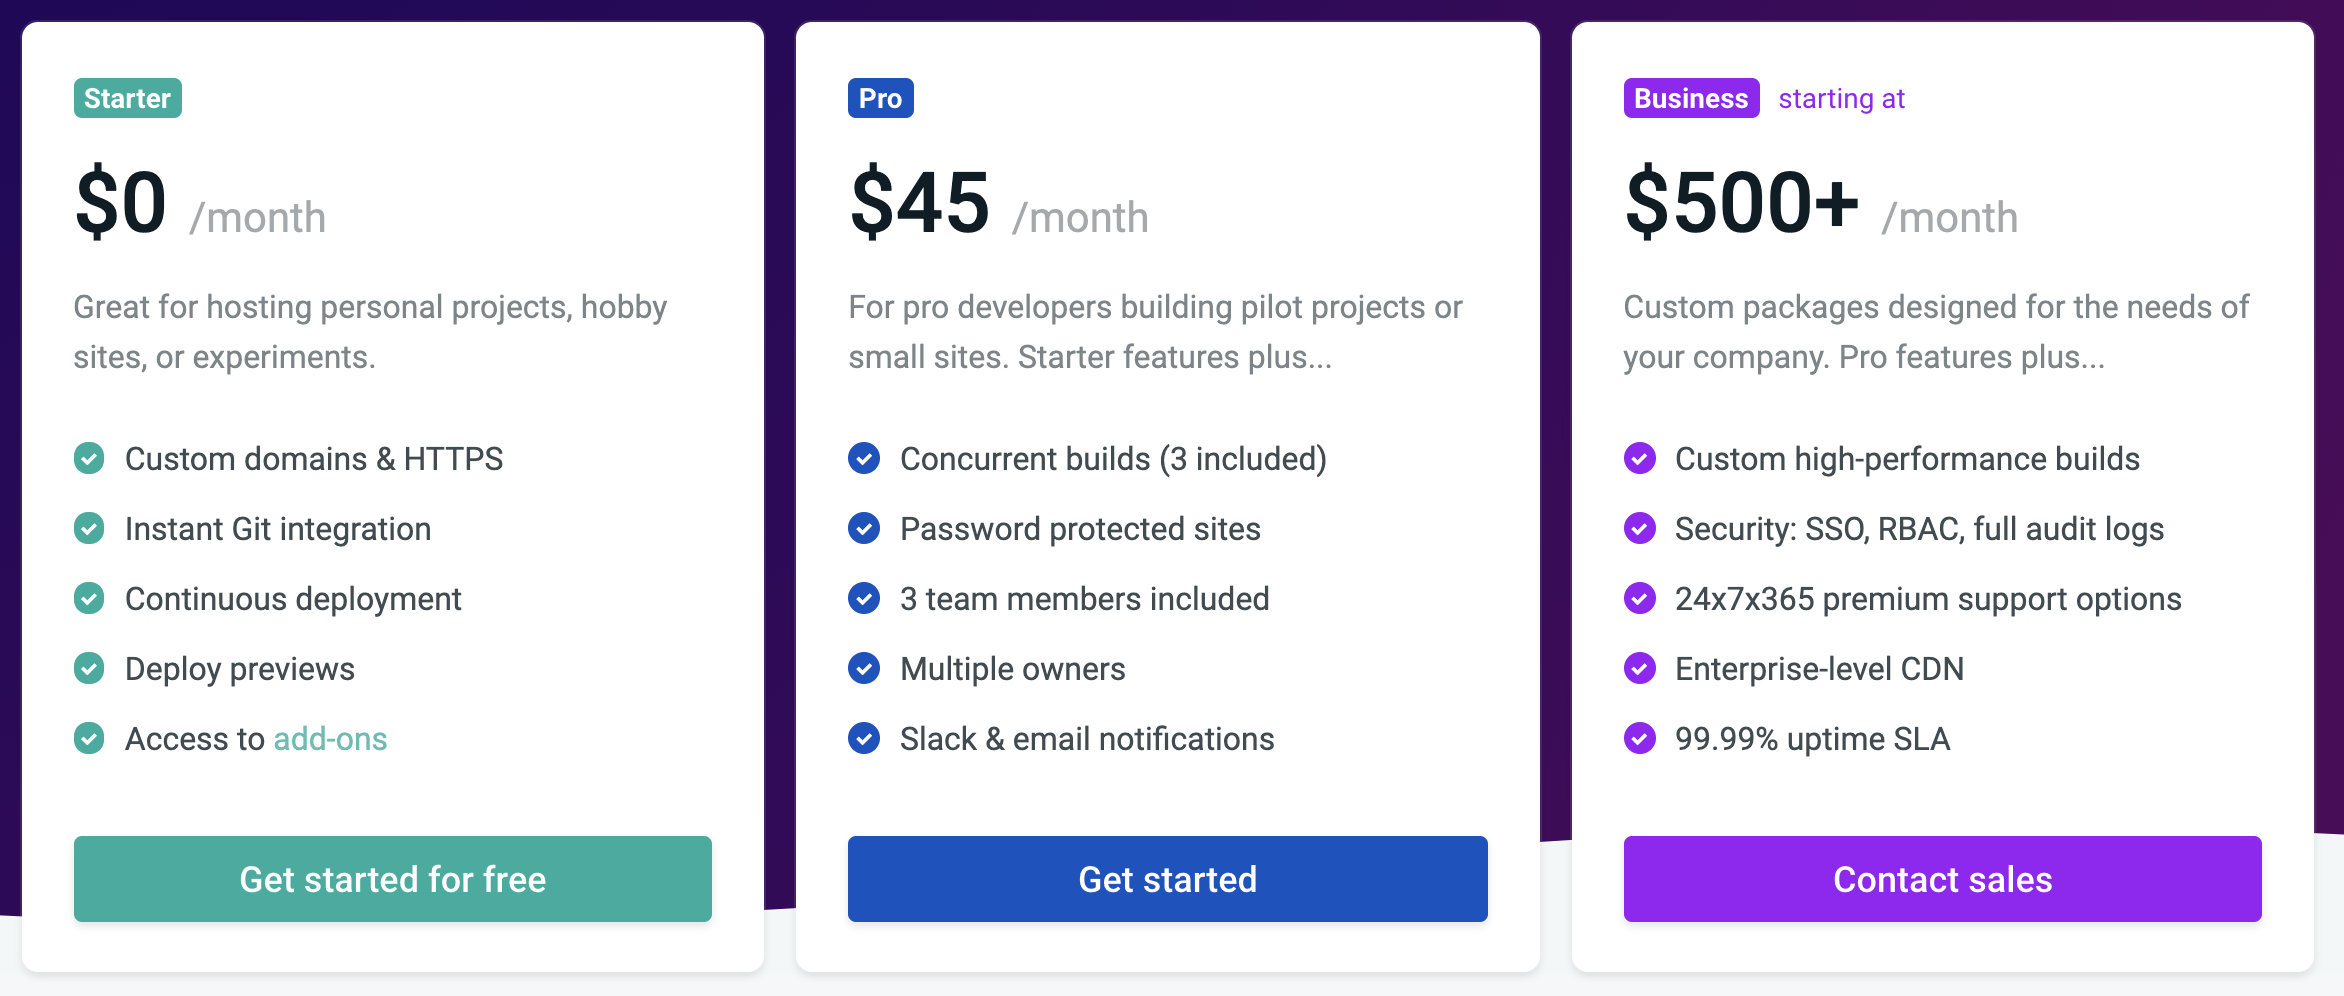 Starter
$0 /month
Great for hosting personal projects, hobby
sites, or experiments.
Custom domains & HTTPS
Instant Git integration
Continuous deployment
Deploy previews
Access to add-ons
Get started for free
Pro
$45 /month
For pro developers building pilot projects or
small sites. Starter features plus...
Concurrent builds (3 included)
Password protected sites
3 team members included
Multiple owners
Slack & email notifications
Get started
Business starting at
$500+ /month
Custom packages designed for the needs of
your company. Pro features plus...
Custom high-performance builds
Security: SSO, RBAC, full audit logs
24x7x365 premium support options
Enterprise-level CDN
99.99% uptime SLA
Contact sales